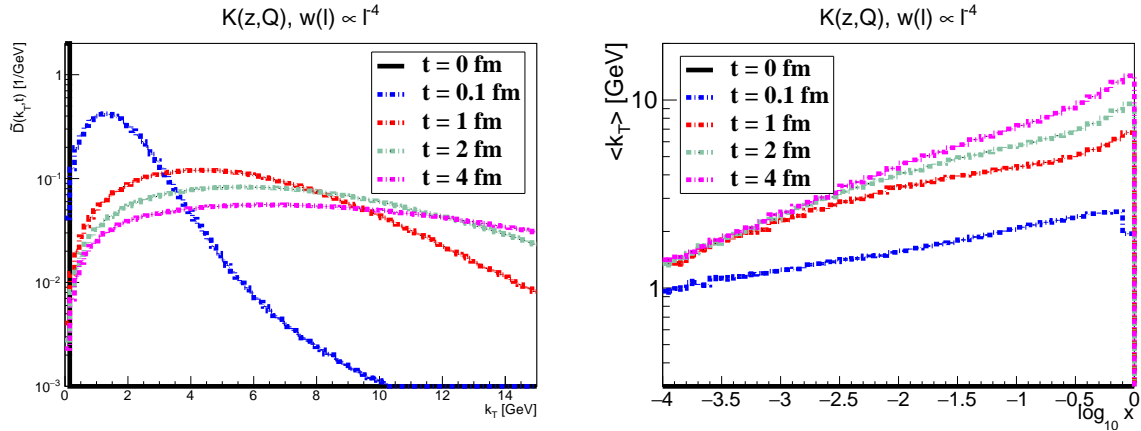 K(z,Q), w(l) ∝ l⁻⁴
D̃(k_T,t) [1/GeV]
1
10⁻¹
10⁻²
10⁻³
t = 0 fm
t = 0.1 fm
t = 1 fm
t = 2 fm
t = 4 fm
0 2 4 6 8 10 12 14
k_T [GeV]
K(z,Q), w(l) ∝ l⁻⁴
<k_T> [GeV]
10
1
t = 0 fm
t = 0.1 fm
t = 1 fm
t = 2 fm
t = 4 fm
−4 −3.5 −3 −2.5 −2 −1.5 −1 −0.5 0
log₁₀ x